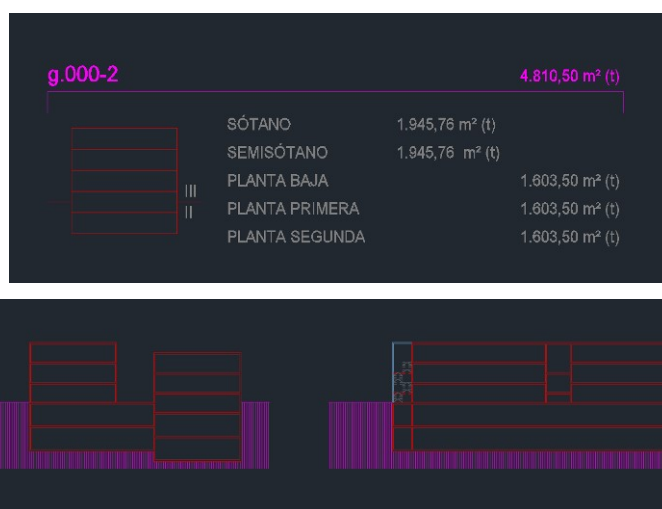 g.000-2 4.810,50 m² (t)
SÓTANO 1.945,76 m² (t)
SEMISÓTANO 1.945,76 m² (t)
III PLANTA BAJA 1.603,50 m² (t)
II PLANTA PRIMERA 1.603,50 m² (t)
PLANTA SEGUNDA 1.603,50 m² (t)